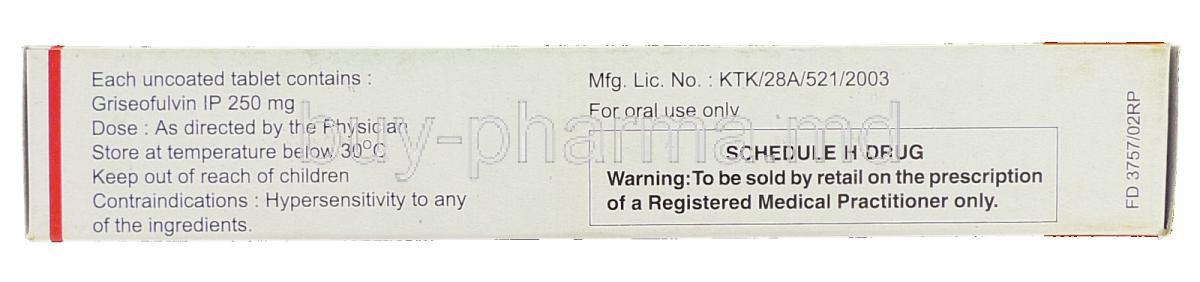 Each uncoated tablet contains :
Griseofulvin IP 250 mg
Dose : As directed by the Physician
Store at temperature below 30°C
Keep out of reach of children
Contraindications : Hypersensitivity to any
of the ingredients.
Mfg. Lic. No. : KTK/28A/521/2003
For oral use only
SCHEDULE H DRUG
Warning:To be sold by retail on the prescription
of a Registered Medical Practitioner only.
FD 3757/02RP
buy-pharma.md